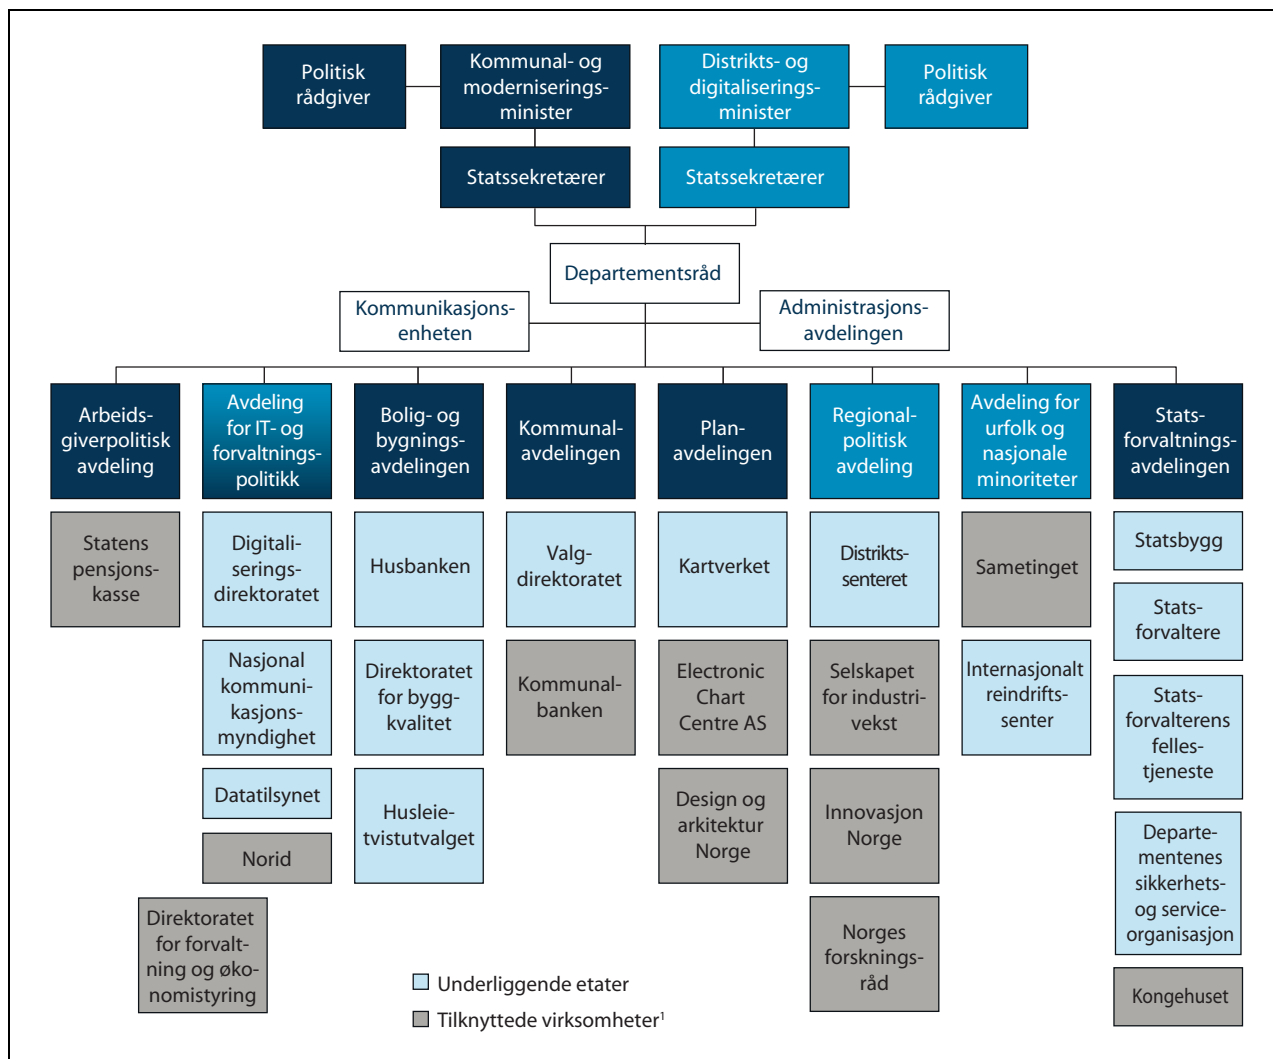 Politisk
rådgiver
Kommunal- og
moderniserings-
minister
Distrikts- og
digitaliserings-
minister
Politisk
rådgiver
Statssekretærer
Statssekretærer
Departementsråd
Kommunikasjons-
enheten
Administrasjons-
avdelingen
Arbeids-
giverpolitisk
avdeling
Avdeling
for IT- og
forvaltnings-
politikk
Bolig- og
bygnings-
avdelingen
Kommunal-
avdelingen
Plan-
avdelingen
Regional-
politisk
avdeling
Avdeling for
urfolk og
nasjonale
minoriteter
Stats-
forvaltnings-
avdelingen
Statens
pensjons-
kasse
Digitali-
serings-
direktoratet
Husbanken
Valg-
direktoratet
Kartverket
Distrikts-
senteret
Sametinget
Statsbygg
Stats-
forvaltere
Nasjonal
kommuni-
kasjons-
myndighet
Direktoratet
for bygg-
kvalitet
Kommunal-
banken
Electronic
Chart
Centre AS
Selskapet
for industri-
vekst
Internasjonalt
reindrifts-
senter
Stats-
forvalterens
felles-
tjeneste
Datatilsynet
Husleie-
tvistutvalget
Design og
arkitektur
Norge
Innovasjon
Norge
Departe-
mentenes
sikkerhets-
og service-
organisasjon
Norid
Direktoratet
for forvalt-
ning og øko-
nomistyring
Norges
forsknings-
råd
Kongehuset
Underliggende etater
Tilknyttede virksomheter¹